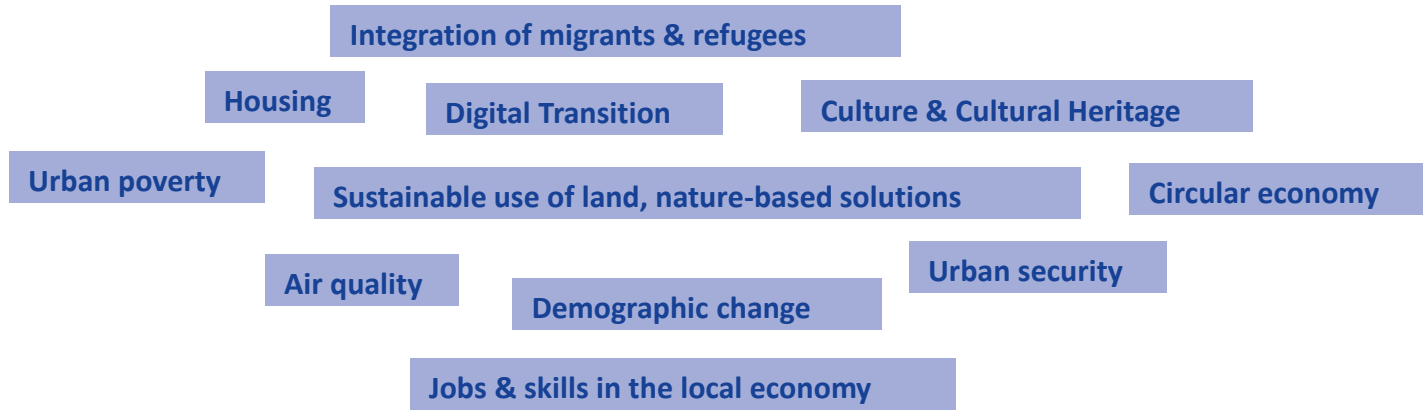 Integration of migrants & refugees
Housing
Digital Transition
Culture & Cultural Heritage
Urban poverty
Sustainable use of land, nature-based solutions
Circular economy
Air quality
Urban security
Demographic change
Jobs & skills in the local economy